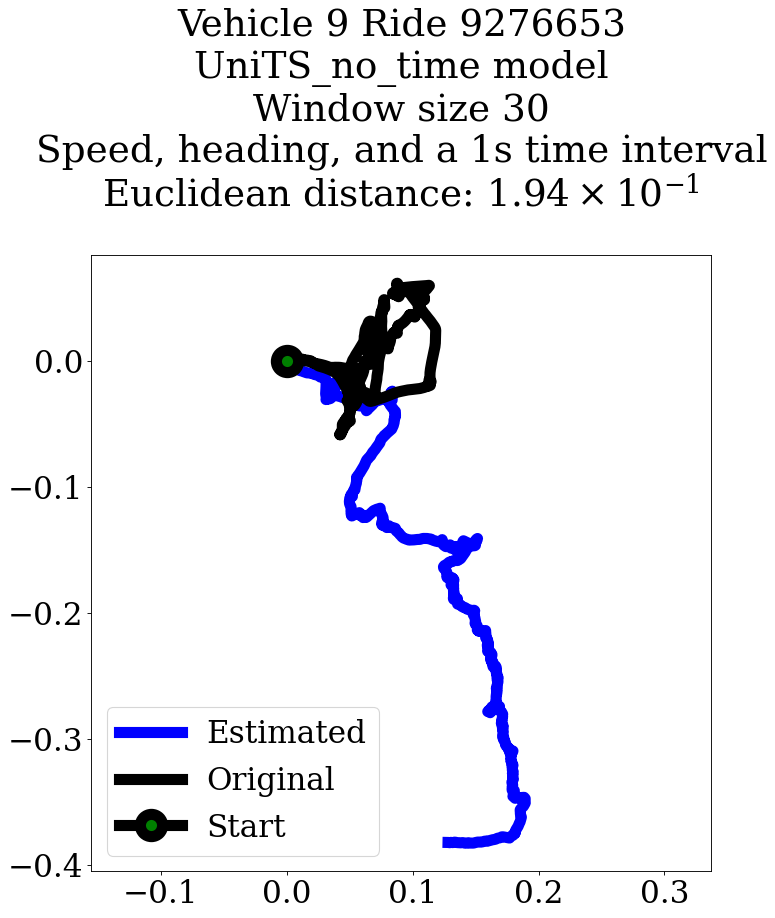 Vehicle 9 Ride 9276653
UniTS_no_time model
Window size 30
Speed, heading, and a 1s time interval
Euclidean distance: 1.94 × 10⁻¹
0.0
−0.1
−0.2
−0.3
−0.4
Estimated
Original
Start
−0.1 0.0 0.1 0.2 0.3